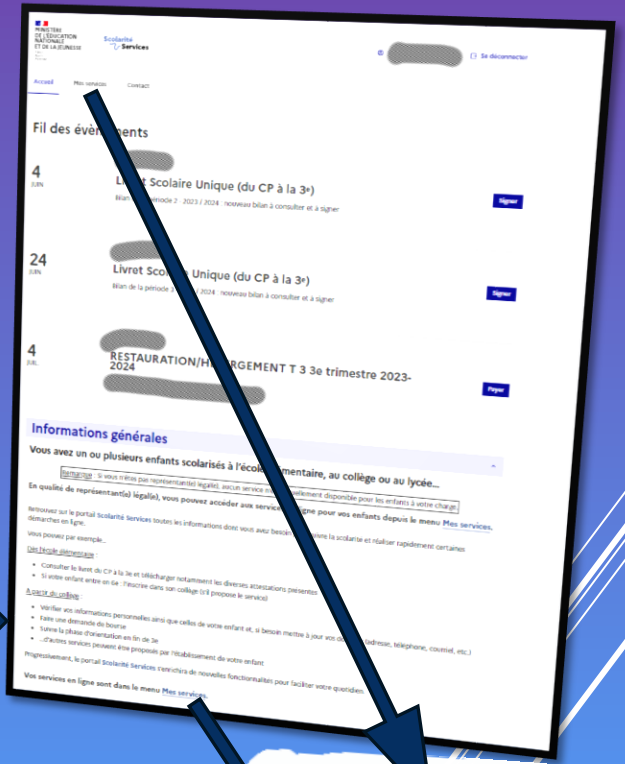 MINISTÈRE
DE L'ÉDUCATION
NATIONALE
ET DE LA JEUNESSE
Scolarité
Services
Se déconnecter
Accueil Mes services Contact
Fil des évènements
4
JUIN
Livret Scolaire Unique (du CP à la 3e)
Bilan de période 2 - 2023 / 2024 : nouveau bilan à consulter et à signer
Signer
24
JUIN
Livret Scolaire Unique (du CP à la 3e)
Bilan de la période 3 / 2024 : nouveau bilan à consulter et à signer
Signer
4
JUIL.
RESTAURATION/HÉBERGEMENT T 3 3e trimestre 2023-
2024
Payer
Informations générales
Vous avez un ou plusieurs enfants scolarisés à l'école élémentaire, au collège ou au lycée...
Remarque : Si vous n'êtes pas représentant(e) légal(e), aucun service n'est actuellement disponible pour les enfants à votre charge.
En qualité de représentant(e) légal(e), vous pouvez accéder aux services en ligne pour vos enfants depuis le menu Mes services.
Retrouvez sur le portail Scolarité Services toutes les informations dont vous avez besoin suivre la scolarité et réaliser rapidement certaines
démarches en ligne.
Vous pouvez par exemple...
Dès l'école élémentaire :
• Consulter le livret du CP à la 3e et télécharger notamment les diverses attestations présentes
• Si votre enfant entre en 6e : l'inscrire dans son collège (s'il propose le service)
A partir du collège :
• Vérifier vos informations personnelles ainsi que celles de votre enfant et, si besoin mettre à jour vos (adresse, téléphone, courriel, etc.)
• Faire une demande de bourse
• Suivre la phase d'orientation en fin de 3e
• ...d'autres services peuvent être proposés par l'établissement de votre enfant
Progressivement, le portail Scolarité Services s'enrichira de nouvelles fonctionnalités pour faciliter votre quotidien.
Vos services en ligne sont dans le menu Mes services.